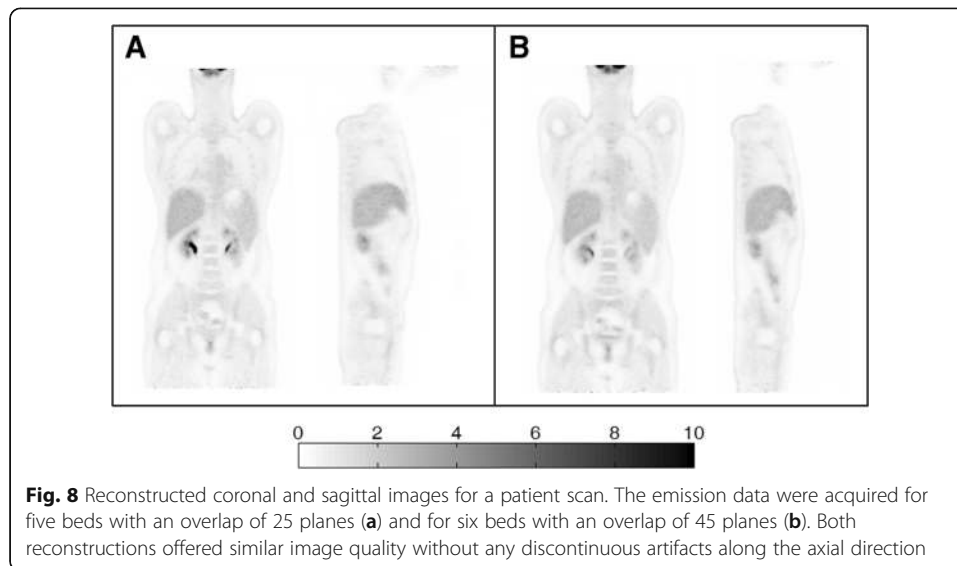 A
B
0 2 4 6 8 10
Fig. 8 Reconstructed coronal and sagittal images for a patient scan. The emission data were acquired for
five beds with an overlap of 25 planes (a) and for six beds with an overlap of 45 planes (b). Both
reconstructions offered similar image quality without any discontinuous artifacts along the axial direction